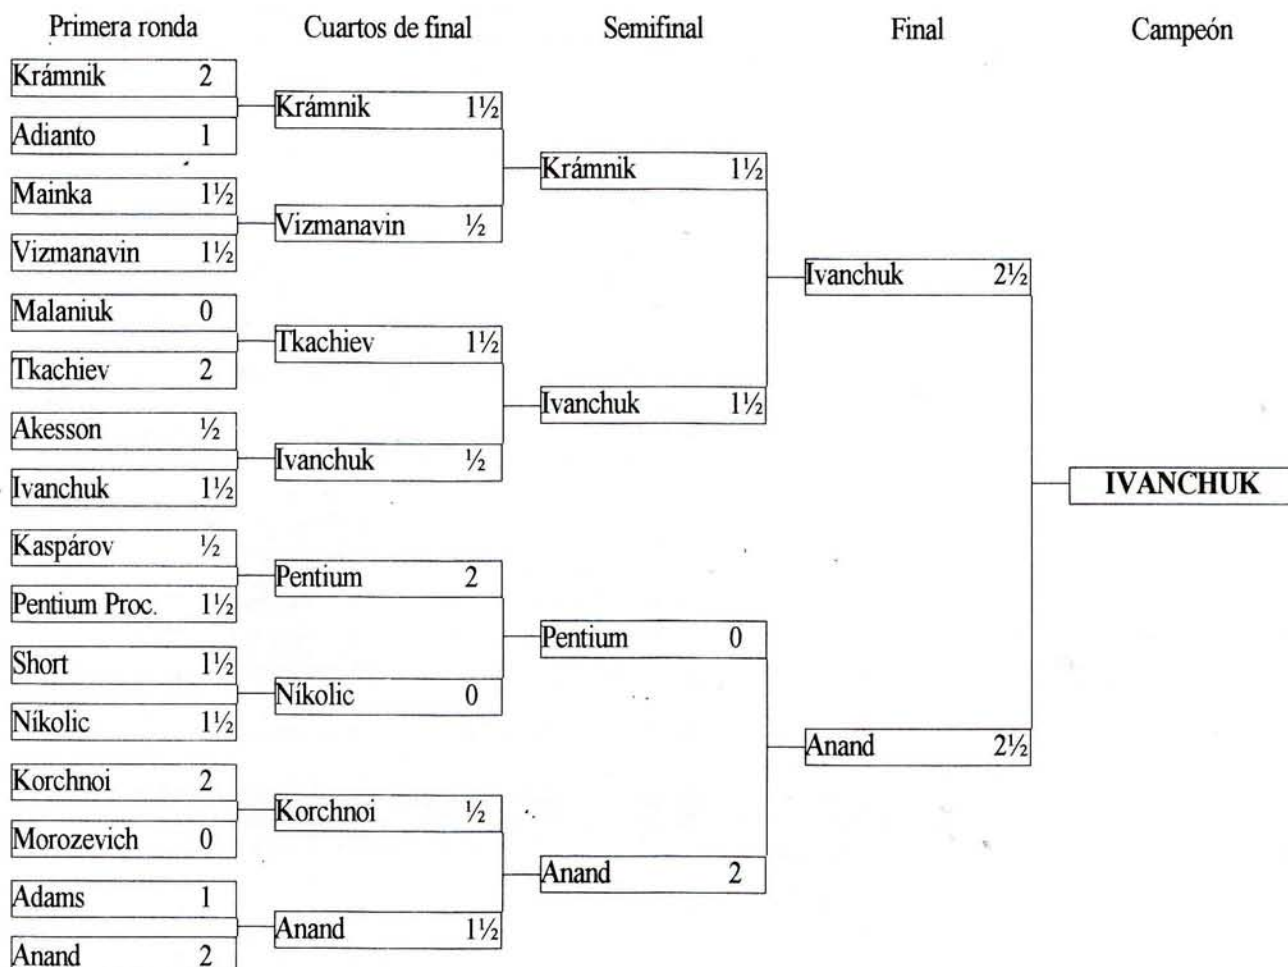 Primera ronda Cuartos de final Semifinal Final Campeón
Krámnik 2
Adianto 1
Mainka 1½
Vizmanavin 1½
Malaniuk 0
Tkachiev 2
Akesson ½
Ivanchuk 1½
Kaspárov ½
Pentium Proc. 1½
Short 1½
Níkolic 1½
Korchnoi 2
Morozevich 0
Adams 1
Anand 2
Krámnik 1½
Vizmanavin ½
Tkachiev 1½
Ivanchuk ½
Pentium 2
Níkolic 0
Korchnoi ½
Anand 1½
Krámnik 1½
Ivanchuk 1½
Pentium 0
Anand 2
Ivanchuk 2½
Anand 2½
IVANCHUK